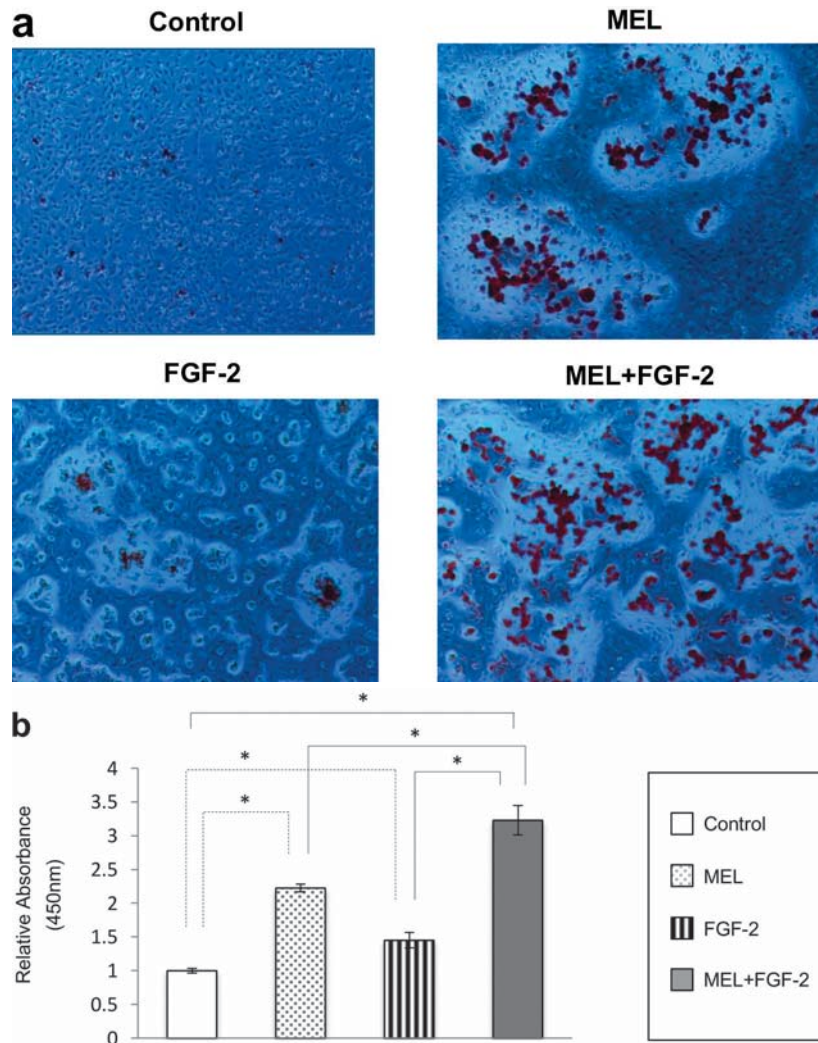 a
Control
MEL
FGF-2
MEL+FGF-2
b
*
*
*
*
*
Relative Absorbance
(450nm)
4
3.5
3
2.5
2
1.5
1
0.5
0
Control
MEL
FGF-2
MEL+FGF-2